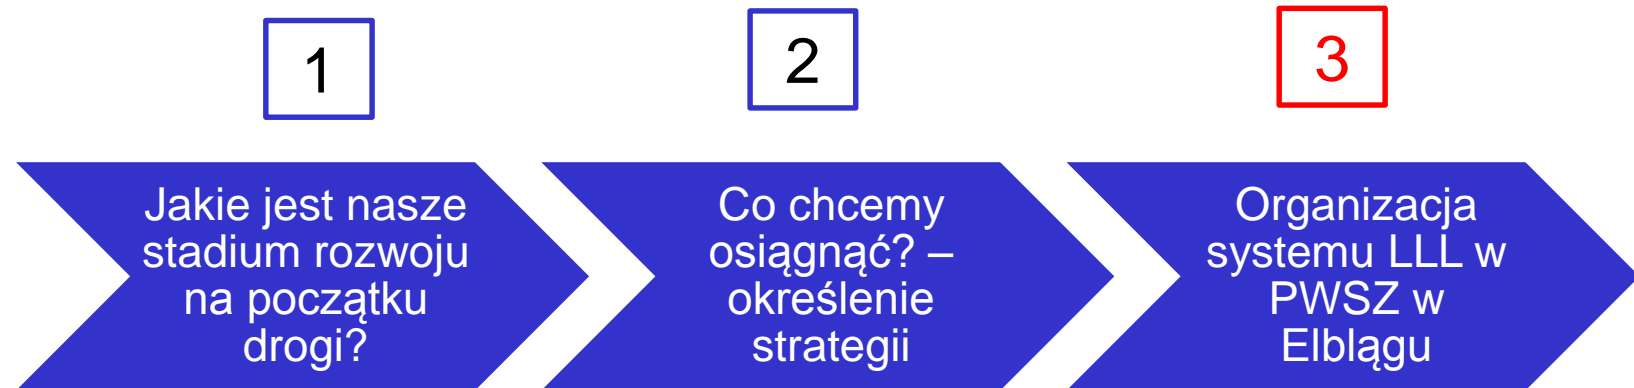 1
2
3
Jakie jest nasze
stadium rozwoju
na początku
drogi?
Co chcemy
osiągnąć? –
określenie
strategii
Organizacja
systemu LLL w
PWSZ w
Elblągu